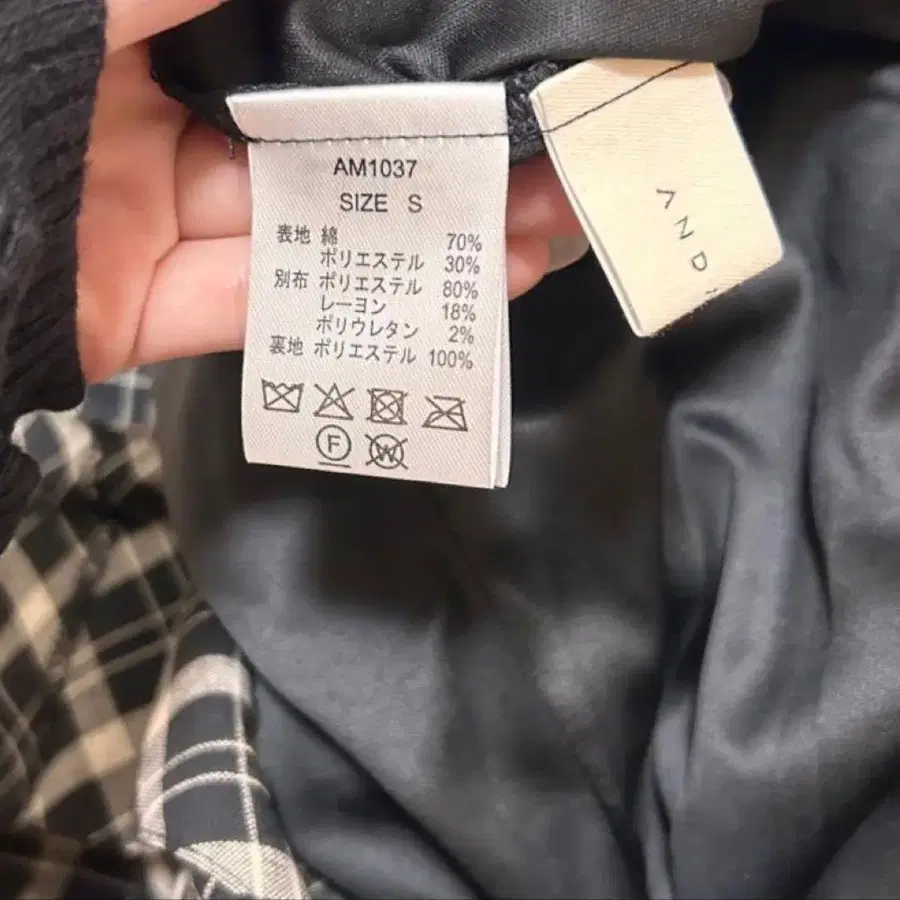 AM1037
SIZE S
表地 綿 70%
ポリエステル 30%
別布 ポリエステル 80%
レーヨン 18%
ポリウレタン 2%
裏地 ポリエステル 100%
F
W
AND